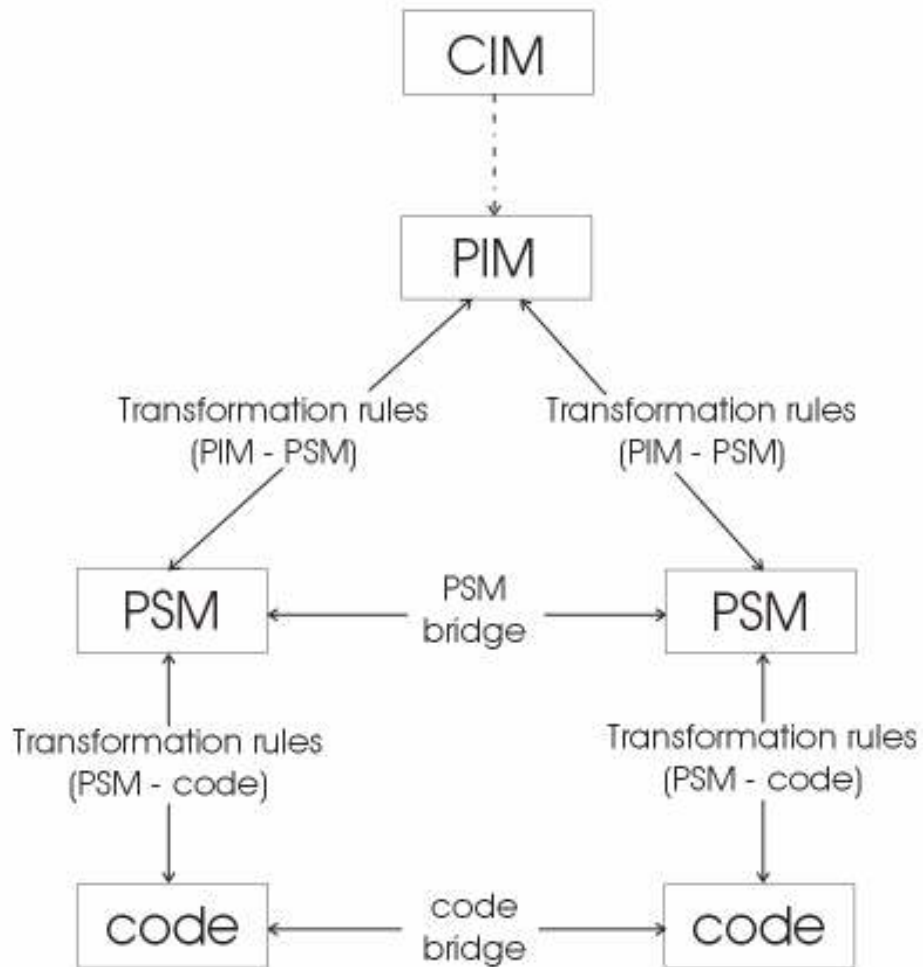 CIM
PIM
Transformation rules
(PIM - PSM)
Transformation rules
(PIM - PSM)
PSM
PSM
bridge
PSM
Transformation rules
(PSM - code)
Transformation rules
(PSM - code)
code
code
bridge
code